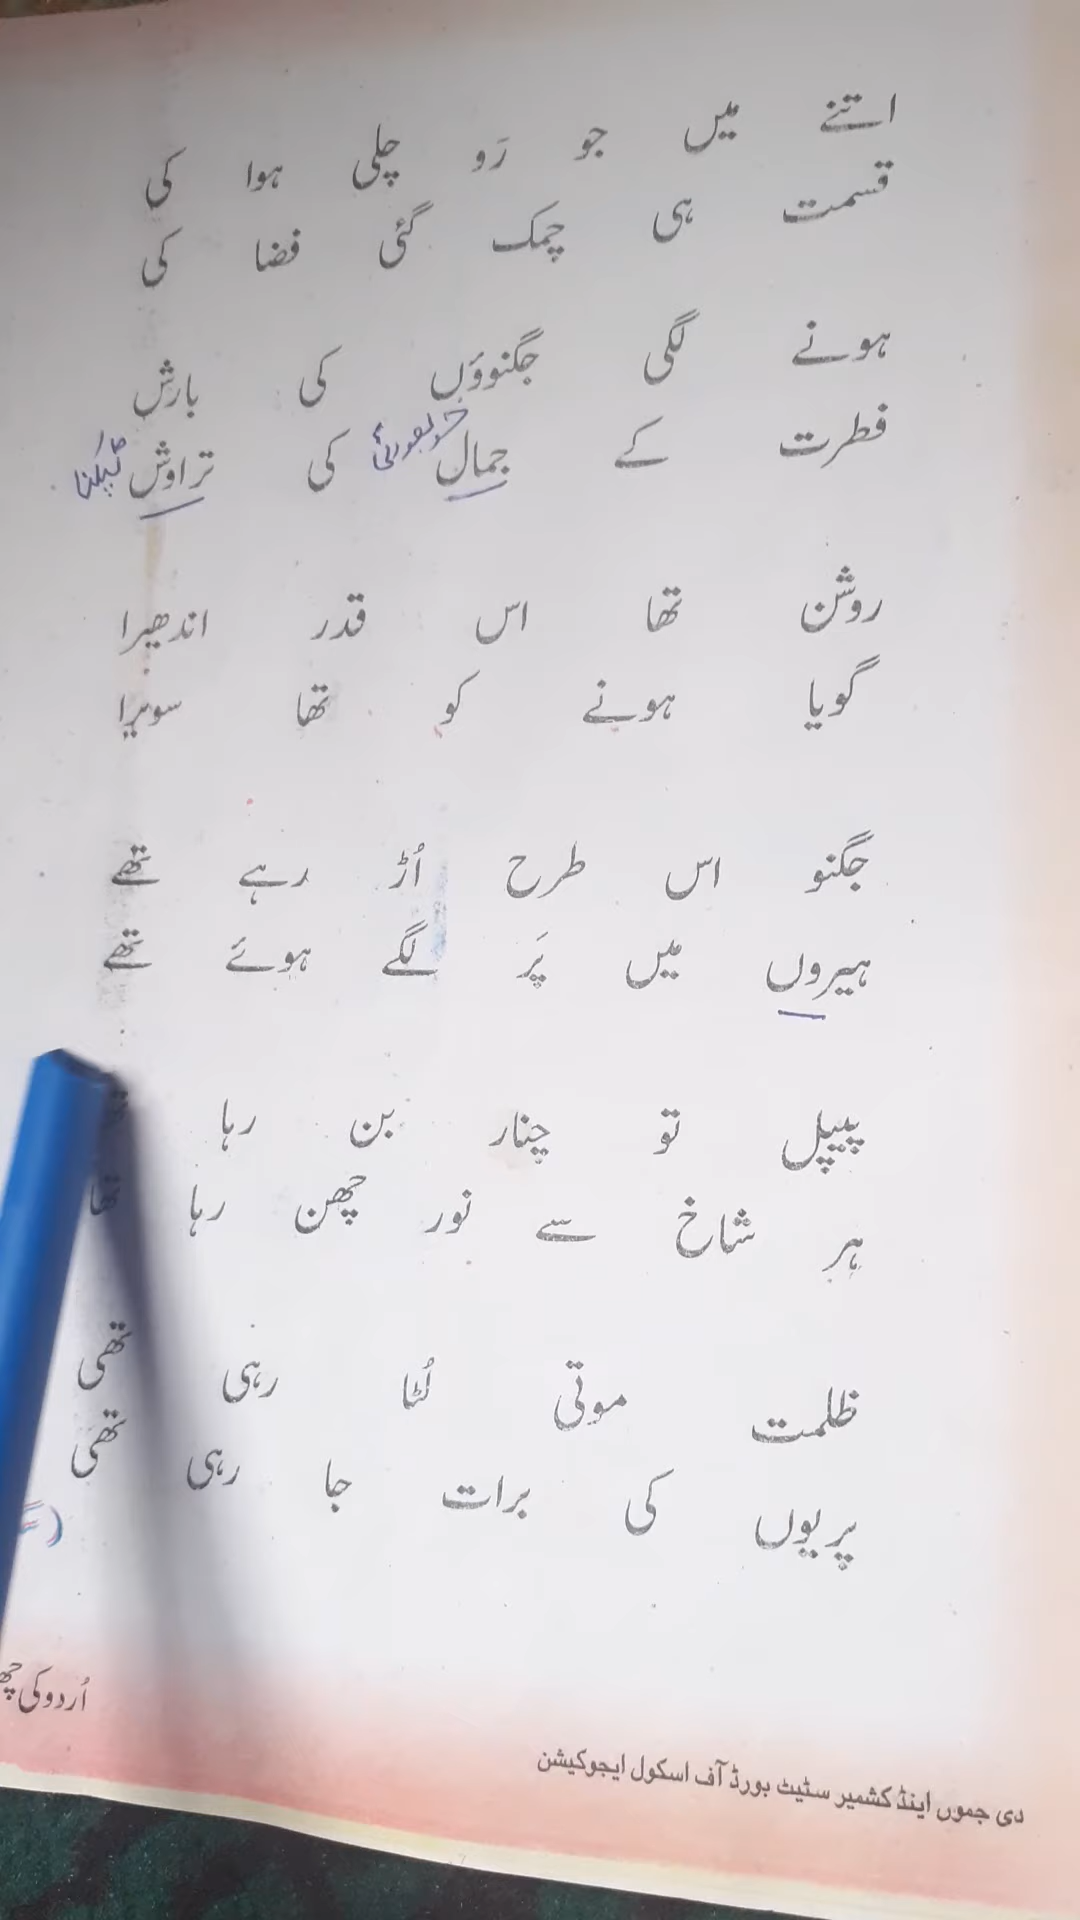 اتنے میں جو رَو چلی ہوا کی
قسمت ہی چمک گئی فضا کی
ہونے لگی جگنوؤں کی بارش
خوبصورتی
فطرت کے جمال کی تراوش ٹپکنا
روشن تھا اس قدر اندھیرا
گویا ہونے کو تھا سویرا
جگنو اس طرح اُڑ رہے تھے
ہیروں میں پَر لگے ہوئے تھے
پیپل تو چنار بن رہا
ہر شاخ سے نور چھن رہا تھا
ظلمت موتی لُٹا رہی تھی
پریوں کی برات جا رہی تھی
اُردو کی
دی جموں اینڈ کشمیر سٹیٹ بورڈ آف اسکول ایجوکیشن